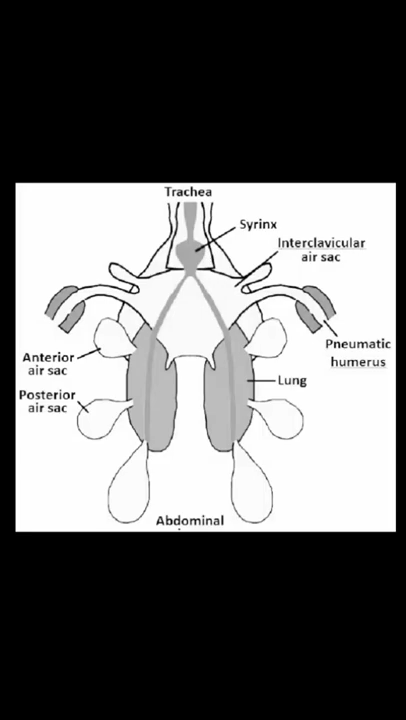 Trachea
Syrinx
Interclavicular
air sac
Pneumatic
humerus
Anterior
air sac
Posterior
air sac
Lung
Abdominal